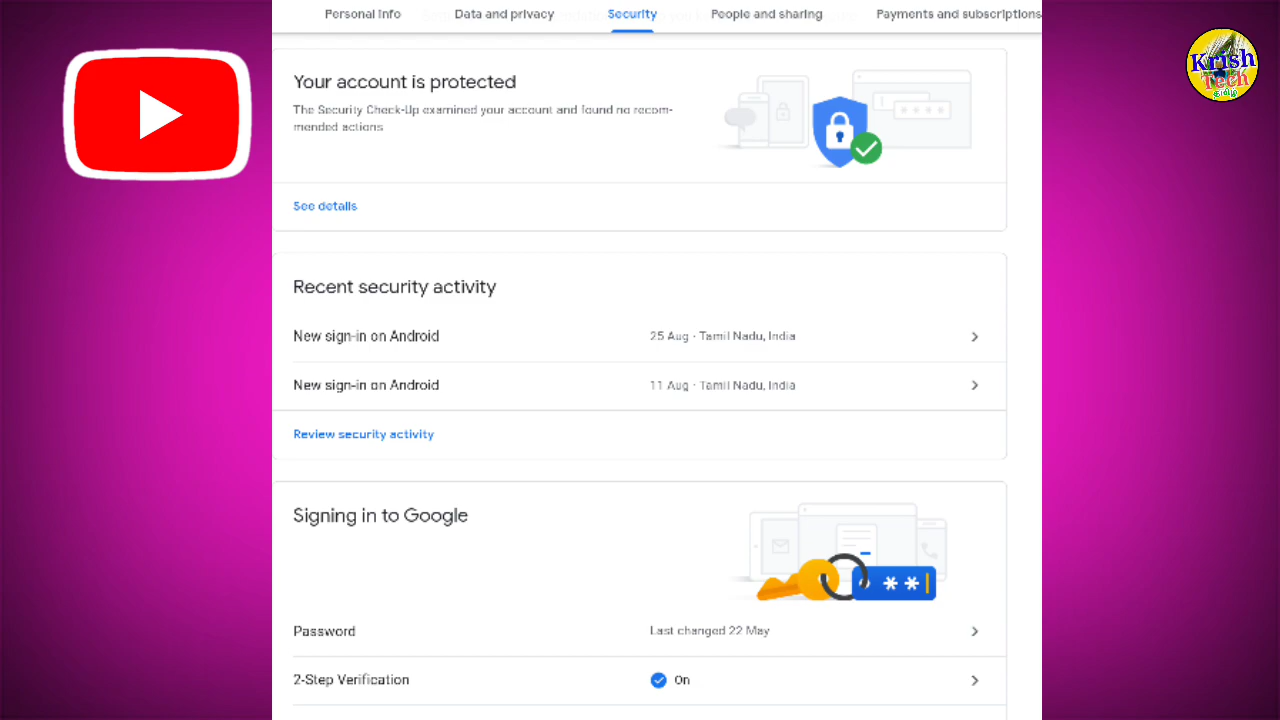 Personal info Data and privacy Security People and sharing Payments and subscriptions
Krish
Tech
தமிழ்
Your account is protected
The Security Check-Up examined your account and found no recom-
mended actions
See details
Recent security activity
New sign-in on Android 25 Aug · Tamil Nadu, India
New sign-in on Android 11 Aug · Tamil Nadu, India
Review security activity
Signing in to Google
Password Last changed 22 May
2-Step Verification On